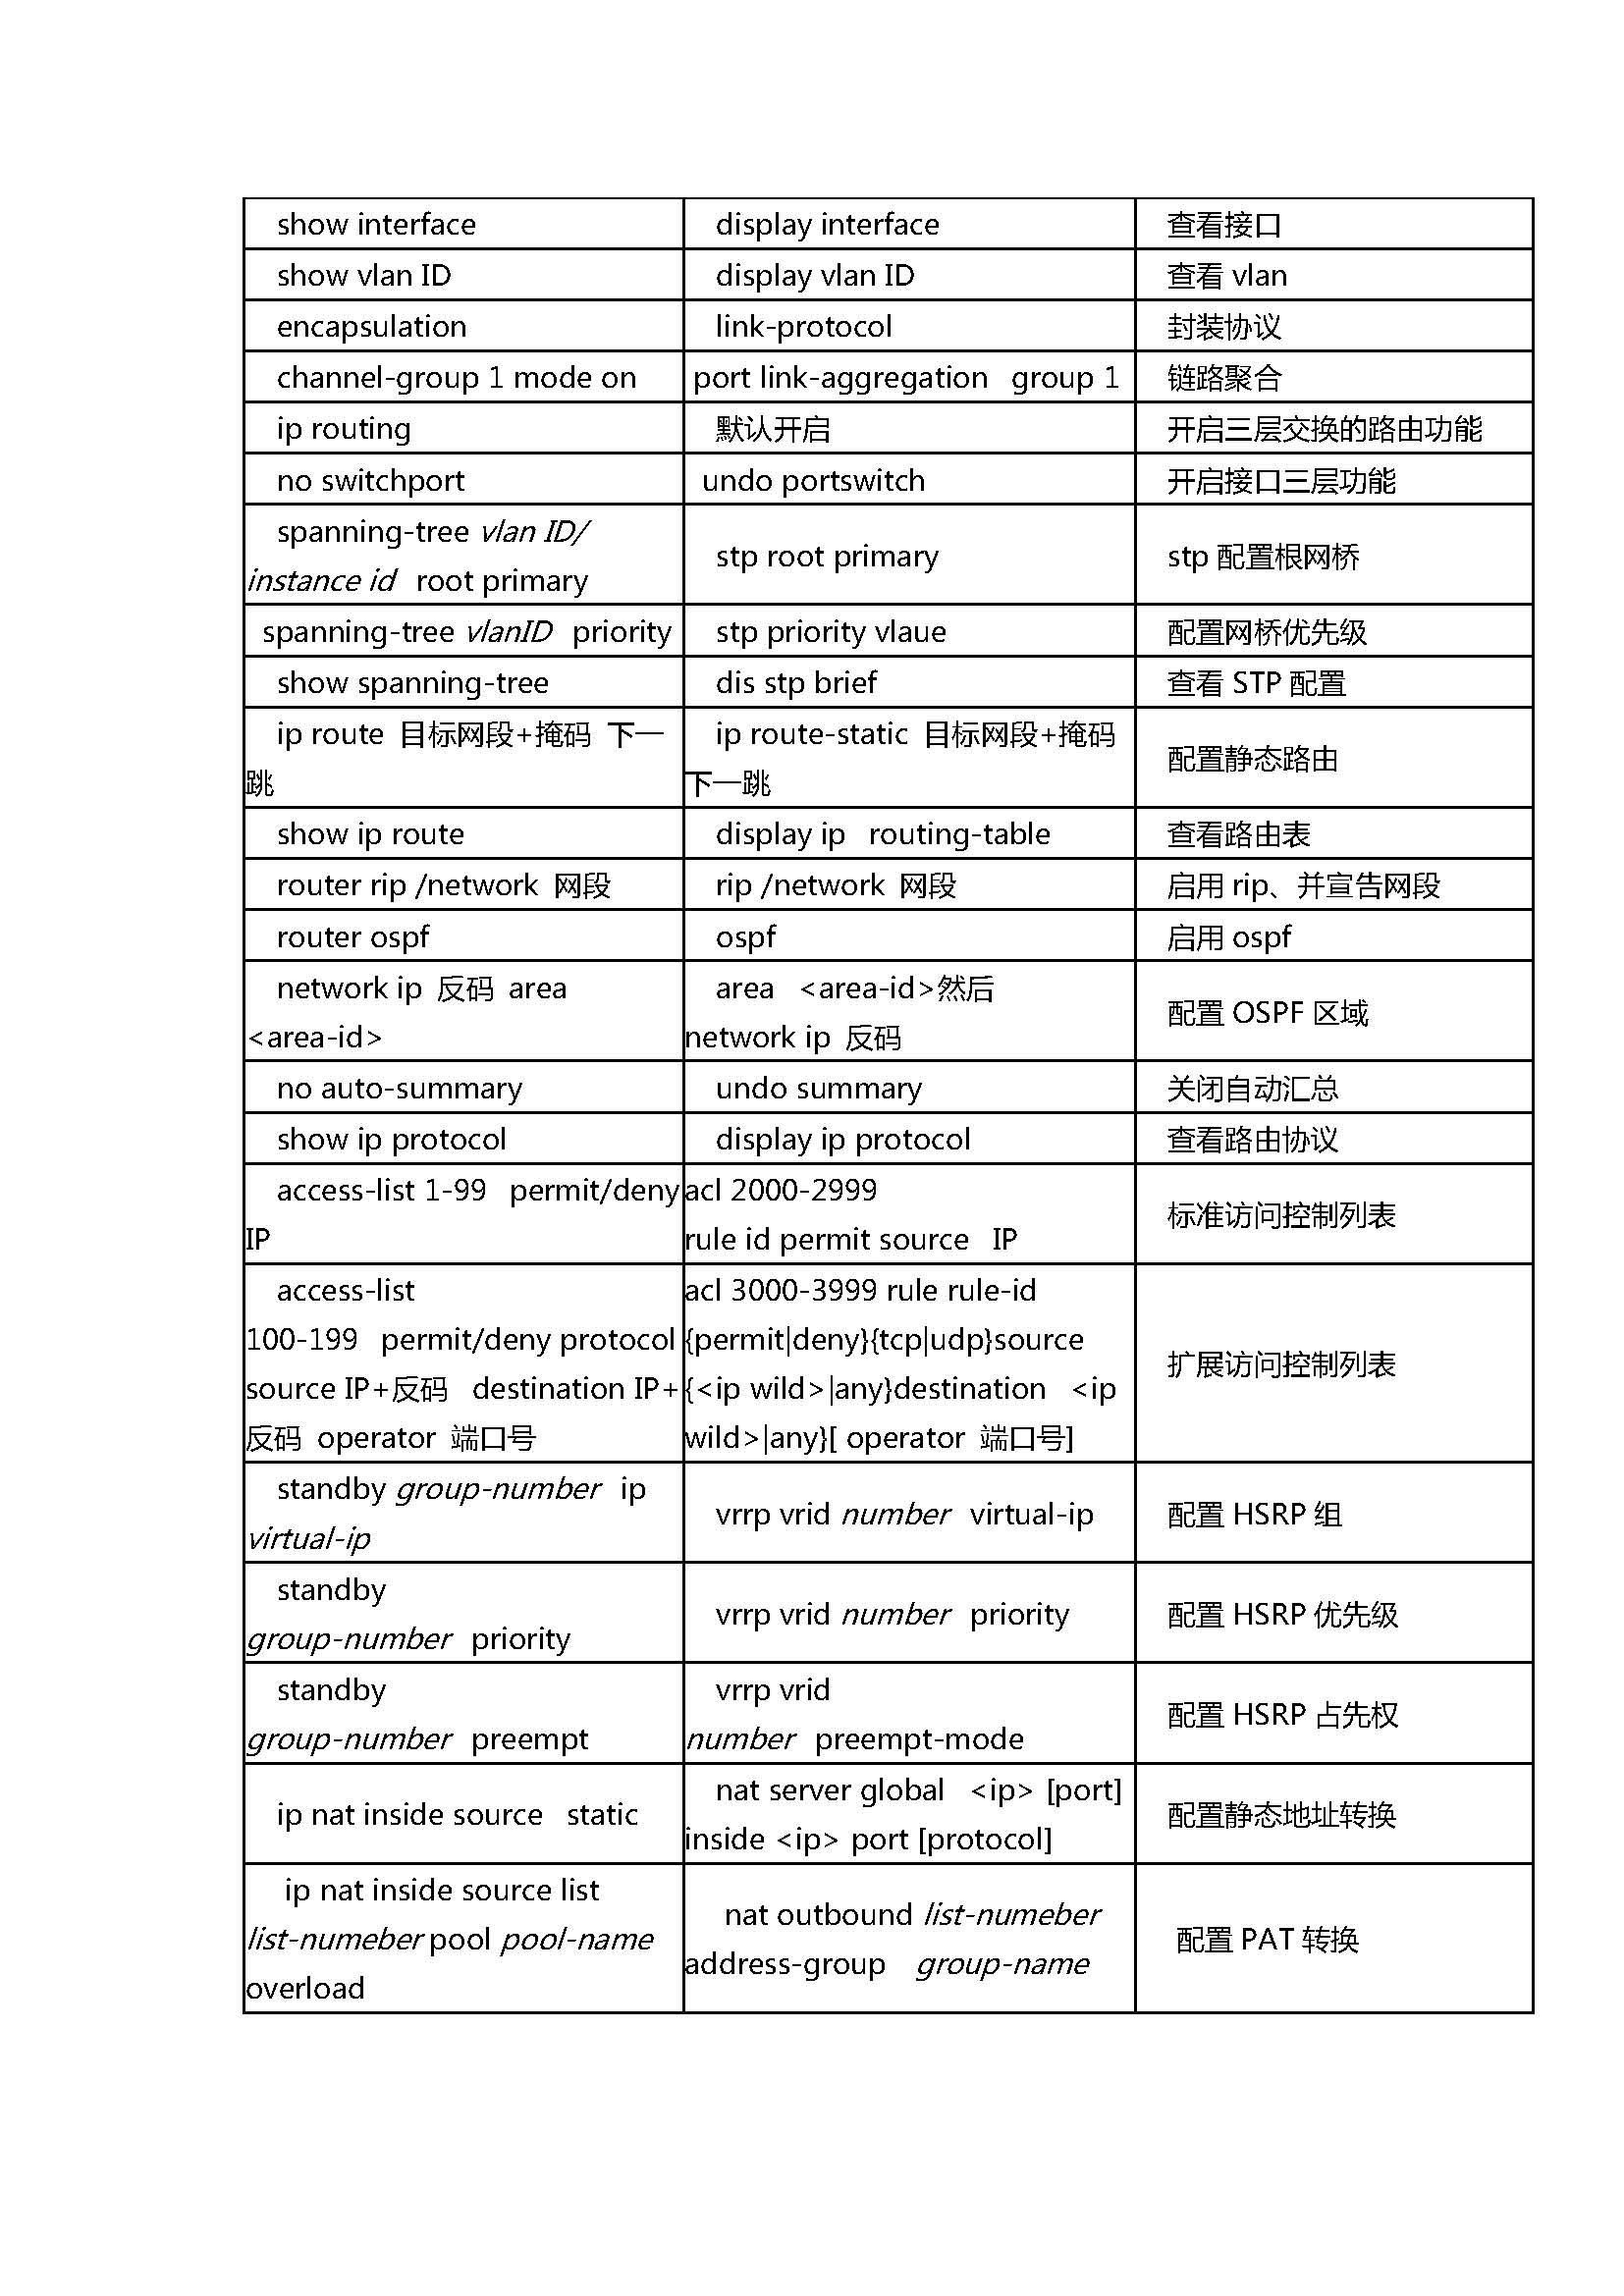 show interface display interface 查看接口
show vlan ID display vlan ID 查看 vlan
encapsulation link-protocol 封装协议
channel-group 1 mode on port link-aggregation group 1 链路聚合
ip routing 默认开启 开启三层交换的路由功能
no switchport undo portswitch 开启接口三层功能
spanning-tree vlan ID/
instance id root primary
stp root primary
stp 配置根网桥
spanning-tree vlanID priority stp priority vlaue 配置网桥优先级
show spanning-tree dis stp brief 查看 STP 配置
ip route 目标网段+掩码 下一
跳
ip route-static 目标网段+掩码
下一跳
配置静态路由
show ip route display ip routing-table 查看路由表
router rip /network 网段 rip /network 网段 启用 rip、并宣告网段
router ospf ospf 启用 ospf
network ip 反码 area
<area-id>
area <area-id>然后
network ip 反码
配置 OSPF 区域
no auto-summary undo summary 关闭自动汇总
show ip protocol display ip protocol 查看路由协议
access-list 1-99 permit/deny
IP
acl 2000-2999
rule id permit source IP
标准访问控制列表
access-list
100-199 permit/deny protocol
source IP+反码 destination IP+
反码 operator 端口号
acl 3000-3999 rule rule-id
{permit|deny}{tcp|udp}source
{<ip wild>|any}destination <ip
wild>|any}[ operator 端口号]
扩展访问控制列表
standby group-number ip
virtual-ip
vrrp vrid number virtual-ip
配置 HSRP 组
standby
group-number priority
vrrp vrid number priority
配置 HSRP 优先级
standby
group-number preempt
vrrp vrid
number preempt-mode
配置 HSRP 占先权
ip nat inside source static
nat server global <ip> [port]
inside <ip> port [protocol]
配置静态地址转换
ip nat inside source list
list-numeber pool pool-name
overload
nat outbound list-numeber
address-group group-name
配置 PAT 转换